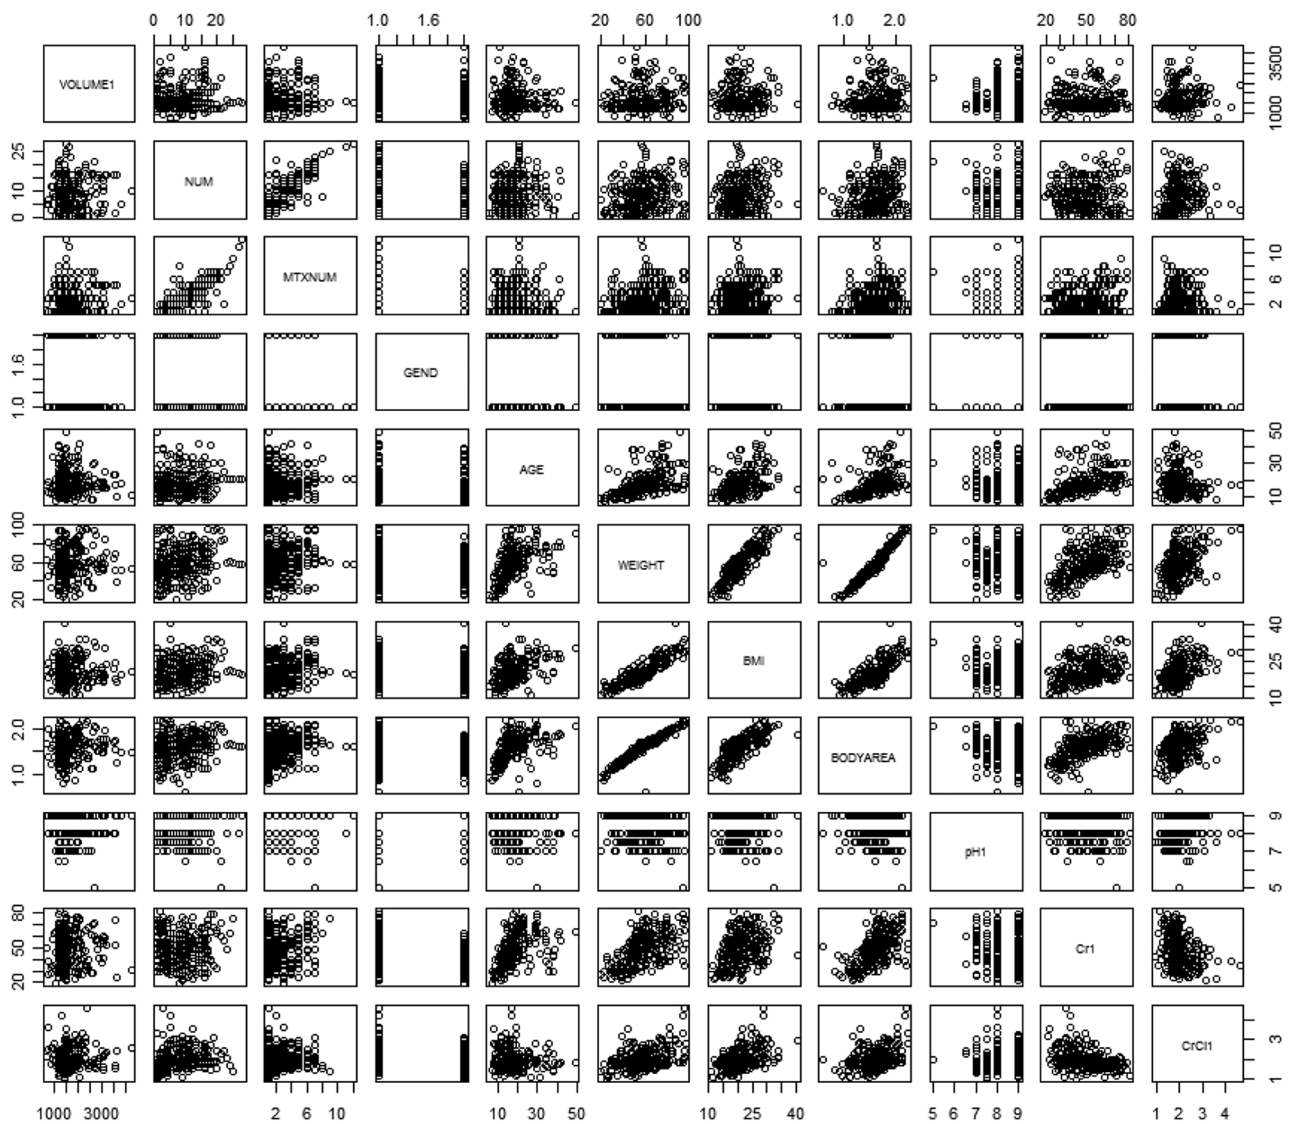 0 10 20 1.0 1.6 20 60 100 1.0 2.0 20 50 80
VOLUME1 1000 3500
0 10 25 NUM
MTXNUM 2 6 10
1.0 1.6 GEND
AGE 10 30 50
20 60 100 WEIGHT
BMI 10 25 40
1.0 2.0 BODYAREA
pH1 5 7 9
20 50 80 Cr1
CrCl1 1 3
1000 3000 2 6 10 10 30 50 10 25 40 5 6 7 8 9 1 2 3 4